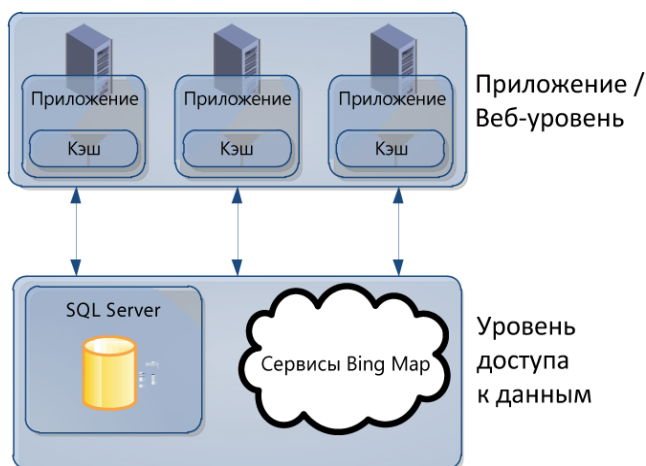 Приложение
Кэш
Приложение
Кэш
Приложение
Кэш
Приложение /
Веб-уровень
SQL Server
Сервисы Bing Map
Уровень
доступа
к данным